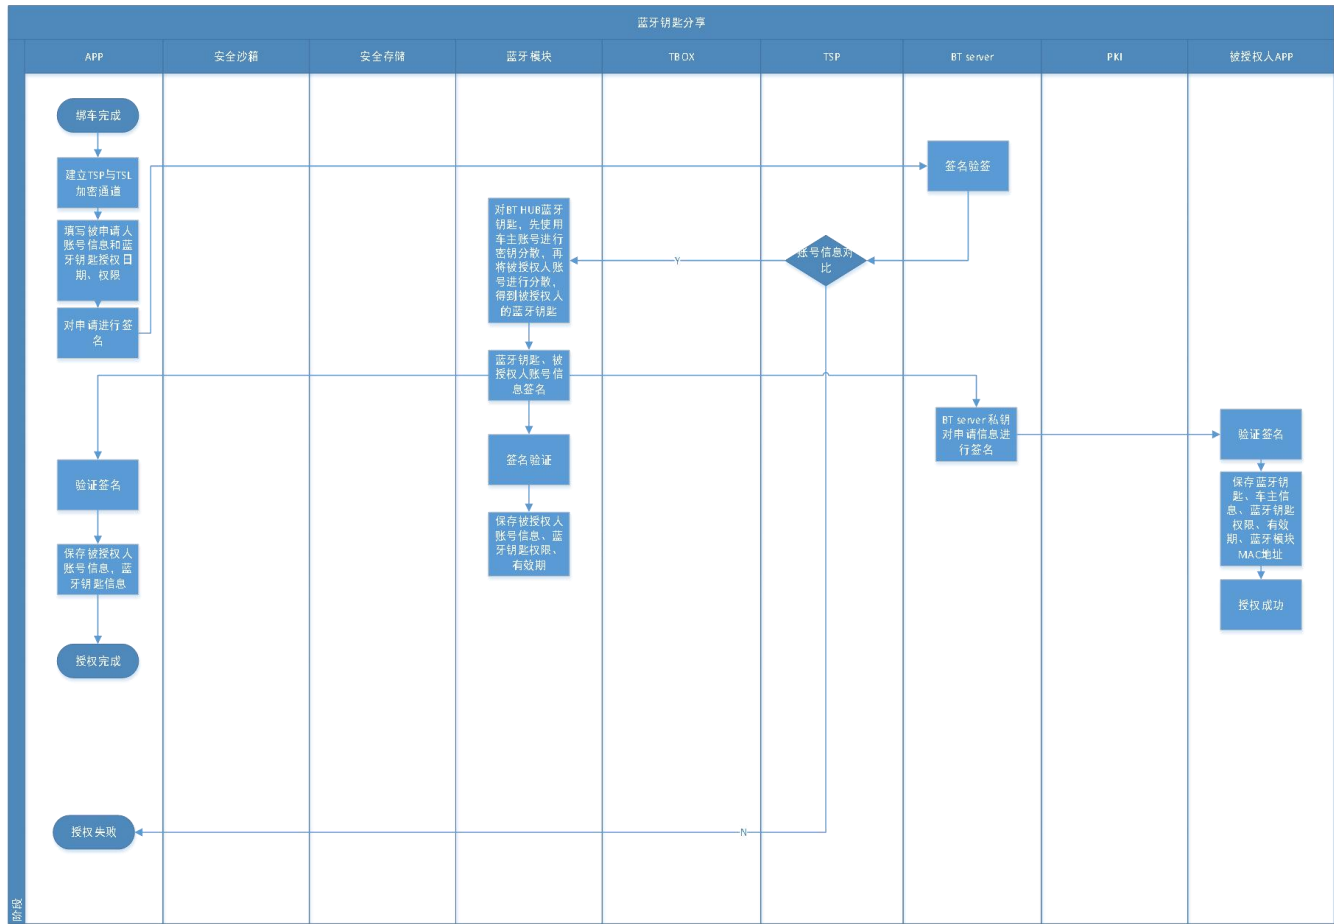 蓝牙钥匙分享
APP
安全沙箱
安全存储
蓝牙模块
TBOX
TSP
BT server
PKI
被授权人APP
绑车完成
建立TSP与TSL
加密通道
填写被申请人
账号信息和蓝
牙钥匙授权日
期、权限
对申请进行签
名
签名验签
账号信息对
比
Y
对BT HUB蓝牙
钥匙，先使用
车主账号进行
密钥分散，再
将被授权人账
号进行分散，
得到被授权人
的蓝牙钥匙
蓝牙钥匙、被
授权人账号信
息签名
签名验证
保存被授权人
账号信息、蓝
牙钥匙权限、
有效期
BT server私钥
对申请信息进
行签名
验证签名
保存蓝牙钥
匙、车主信
息、蓝牙钥匙
权限、有效
期、蓝牙模块
MAC地址
授权成功
验证签名
保存被授权人
账号信息，蓝
牙钥匙信息
授权完成
N
授权失败
阶段